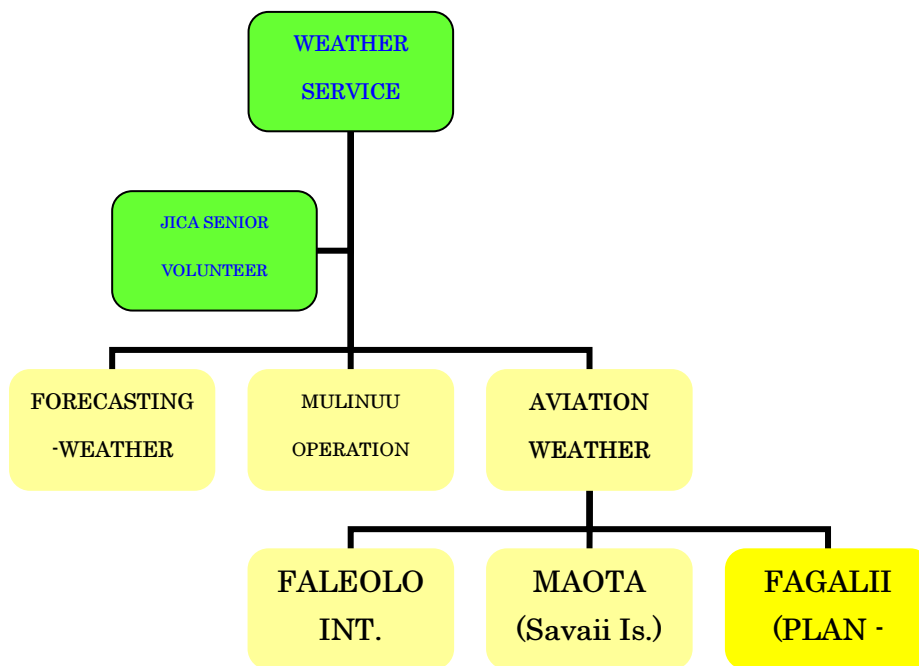 WEATHER
SERVICE
JICA SENIOR
VOLUNTEER
FORECASTING
-WEATHER
MULINUU
OPERATION
AVIATION
WEATHER
FALEOLO
INT.
MAOTA
(Savaii Is.)
FAGALII
(PLAN -